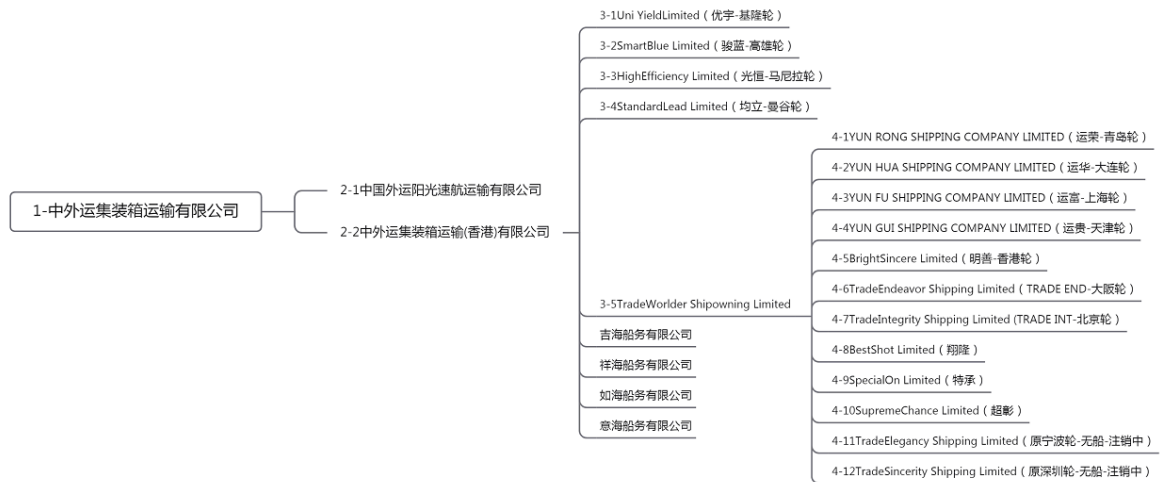 1-中外运集装箱运输有限公司
2-1中国外运阳光速航运输有限公司
2-2中外运集装箱运输(香港)有限公司
3-1Uni YieldLimited（优宇-基隆轮）
3-2SmartBlue Limited（骏蓝-高雄轮）
3-3HighEfficiency Limited（光恒-马尼拉轮）
3-4StandardLead Limited（均立-曼谷轮）
3-5TradeWorlder Shipowning Limited
4-1YUN RONG SHIPPING COMPANY LIMITED（运荣-青岛轮）
4-2YUN HUA SHIPPING COMPANY LIMITED（运华-大连轮）
4-3YUN FU SHIPPING COMPANY LIMITED（运富-上海轮）
4-4YUN GUI SHIPPING COMPANY LIMITED（运贵-天津轮）
4-5BrightSincere Limited（明善-香港轮）
4-6TradeEndeavor Shipping Limited（TRADE END-大阪轮）
4-7TradeIntegrity Shipping Limited (TRADE INT-北京轮）
4-8BestShot Limited（翔隆）
4-9SpecialOn Limited（特承）
4-10SupremeChance Limited（超彰）
4-11TradeElegancy Shipping Limited（原宁波轮-无船-注销中）
4-12TradeSincerity Shipping Limited（原深圳轮-无船-注销中）
吉海船务有限公司
祥海船务有限公司
如海船务有限公司
意海船务有限公司